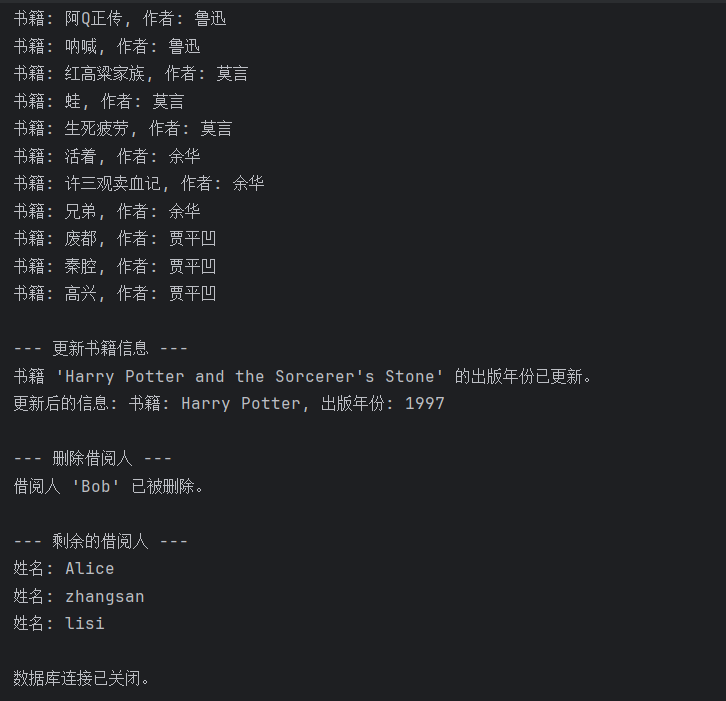 书籍: 阿Q正传, 作者: 鲁迅
书籍: 呐喊, 作者: 鲁迅
书籍: 红高粱家族, 作者: 莫言
书籍: 蛙, 作者: 莫言
书籍: 生死疲劳, 作者: 莫言
书籍: 活着, 作者: 余华
书籍: 许三观卖血记, 作者: 余华
书籍: 兄弟, 作者: 余华
书籍: 废都, 作者: 贾平凹
书籍: 秦腔, 作者: 贾平凹
书籍: 高兴, 作者: 贾平凹
--- 更新书籍信息 ---
书籍 'Harry Potter and the Sorcerer's Stone' 的出版年份已更新。
更新后的信息: 书籍: Harry Potter, 出版年份: 1997
--- 删除借阅人 ---
借阅人 'Bob' 已被删除。
--- 剩余的借阅人 ---
姓名: Alice
姓名: zhangsan
姓名: lisi
数据库连接已关闭。